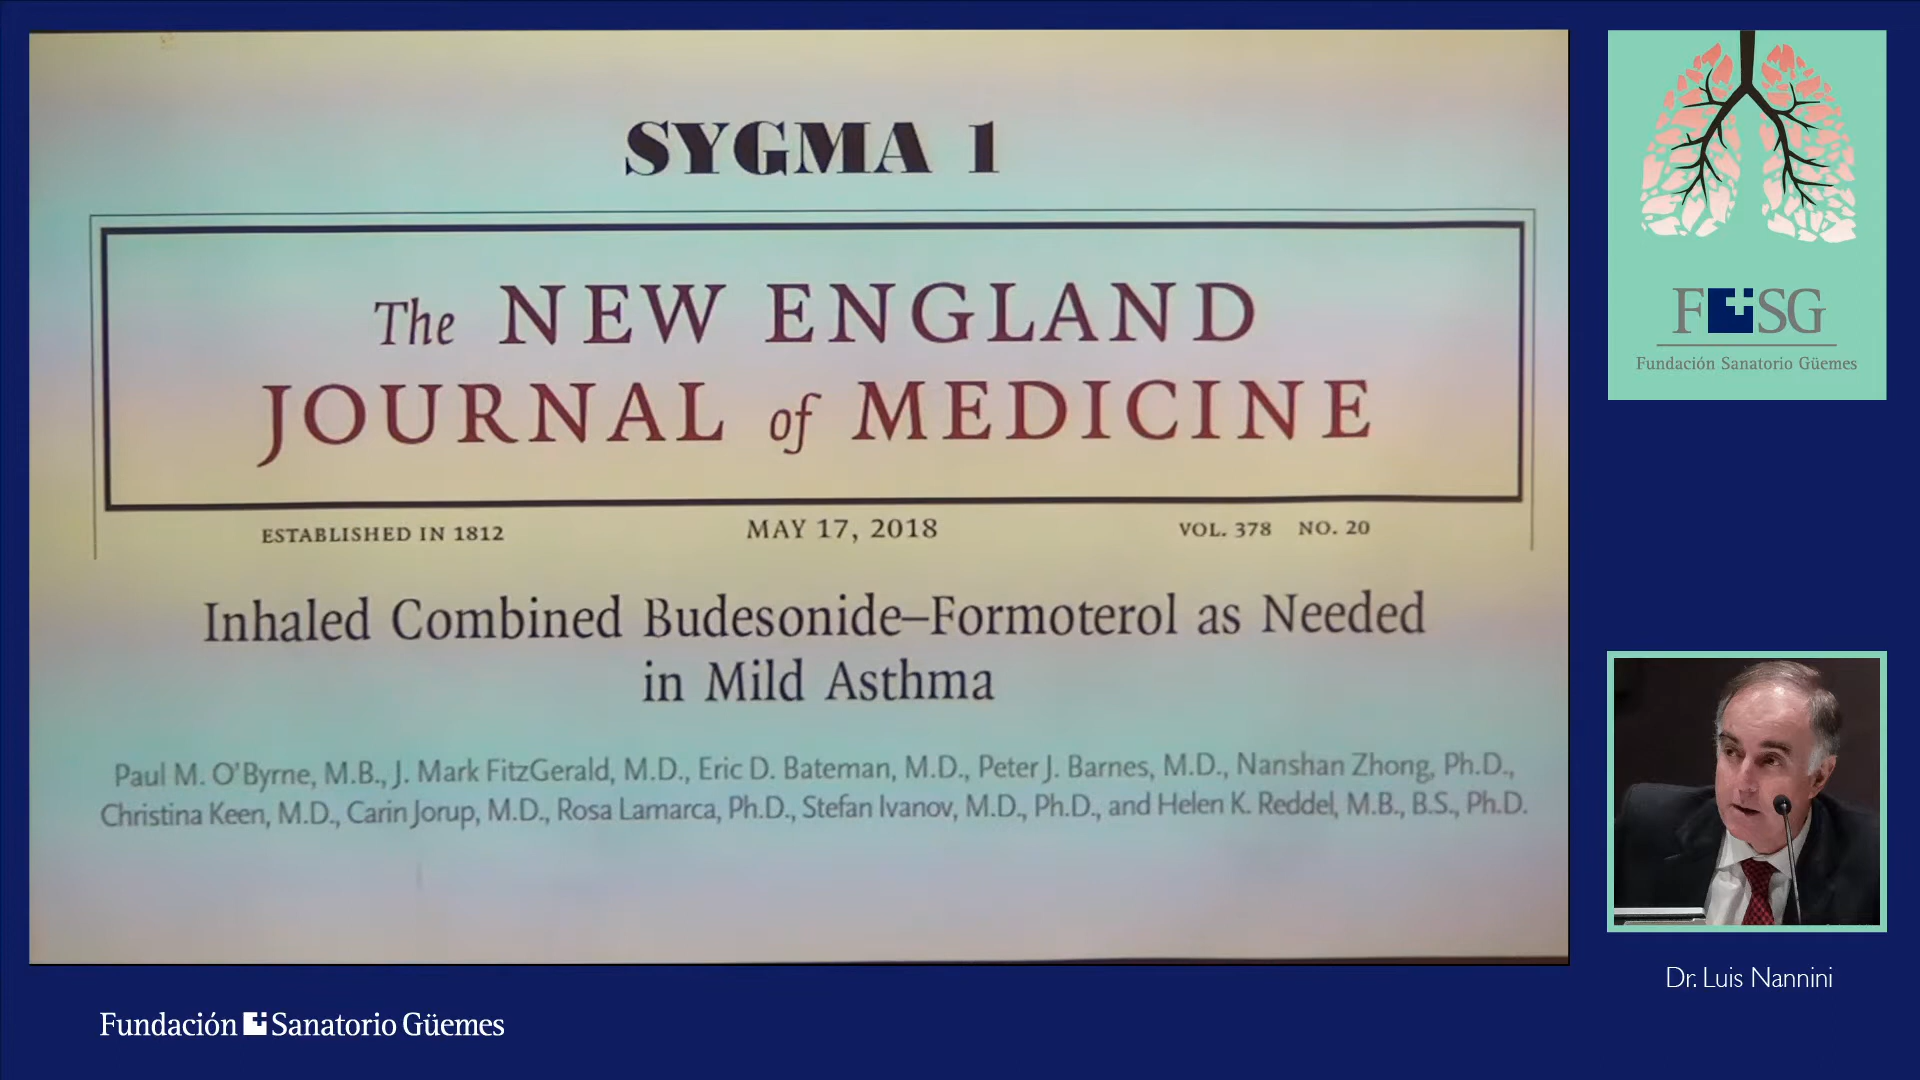 SYGMA 1
The NEW ENGLAND
JOURNAL of MEDICINE
ESTABLISHED IN 1812 MAY 17, 2018 VOL. 378 NO. 20
Inhaled Combined Budesonide–Formoterol as Needed
in Mild Asthma
Paul M. O'Byrne, M.B., J. Mark FitzGerald, M.D., Eric D. Bateman, M.D., Peter J. Barnes, M.D., Nanshan Zhong, Ph.D.,
Christina Keen, M.D., Carin Jorup, M.D., Rosa Lamarca, Ph.D., Stefan Ivanov, M.D., Ph.D., and Helen K. Reddel, M.B., B.S., Ph.D.
F SG
Fundación Sanatorio Güemes
Dr. Luis Nannini
Fundación Sanatorio Güemes